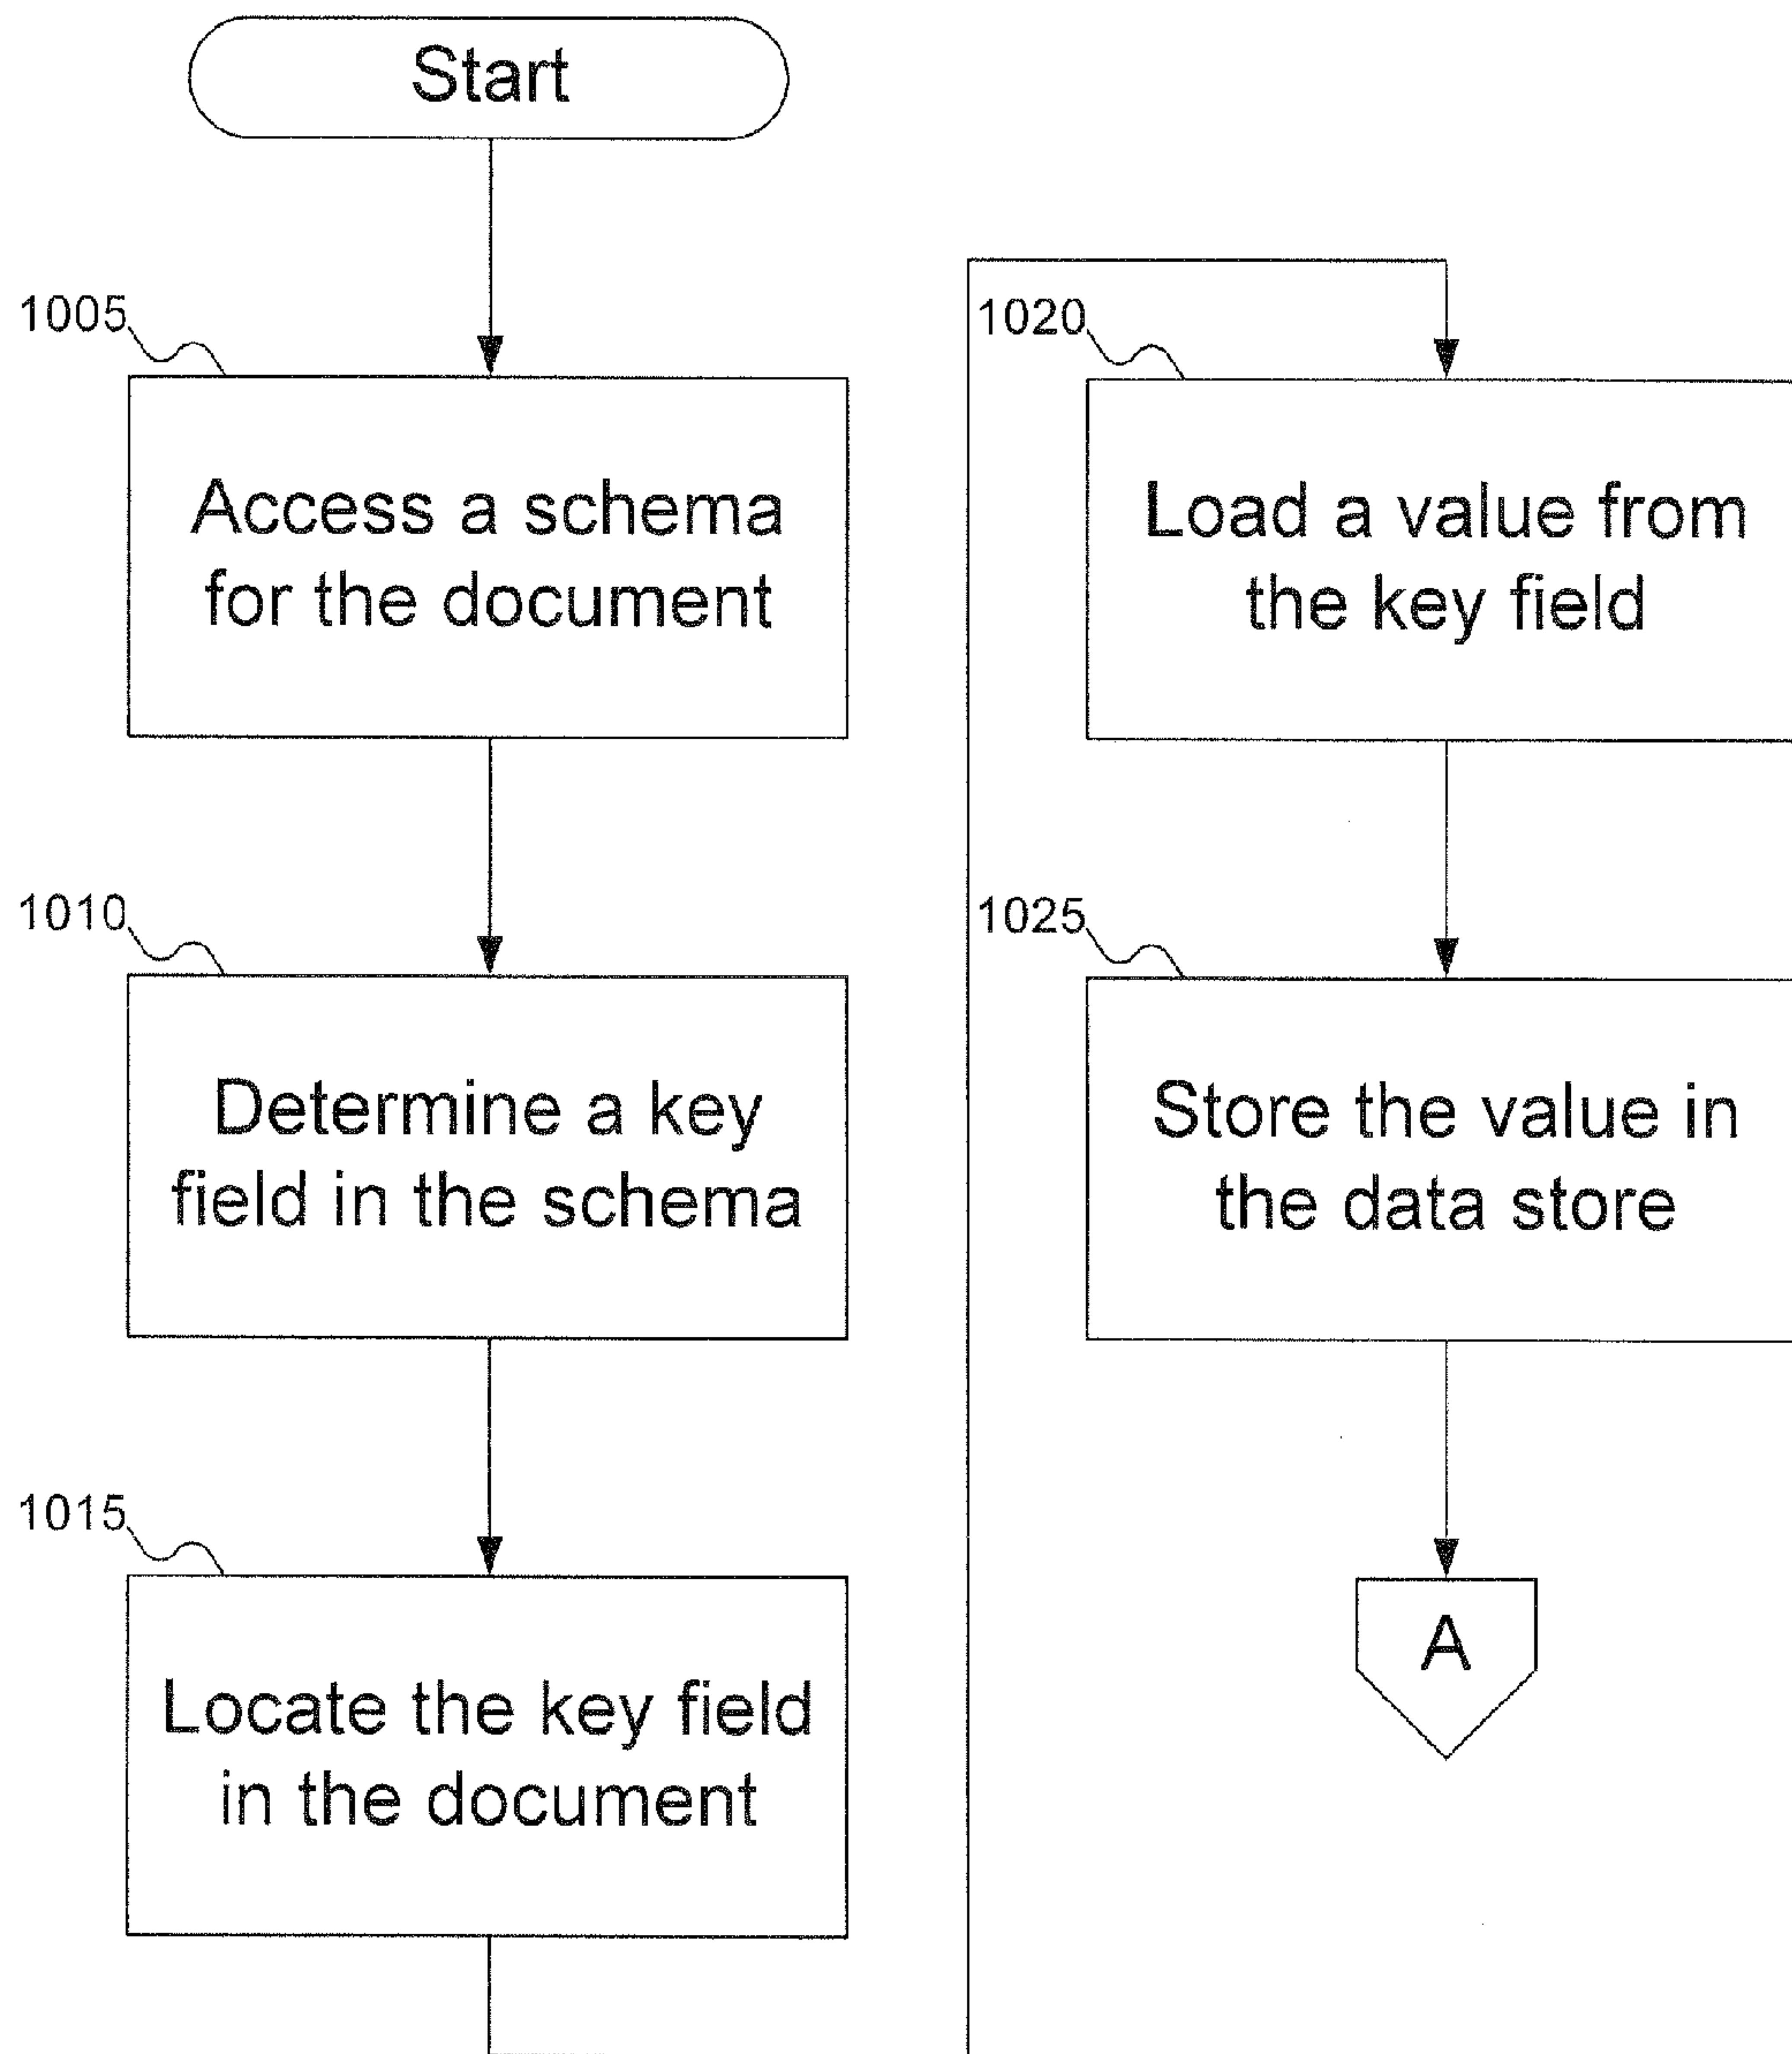 Start
1005
Access a schema
for the document
1010
Determine a key
field in the schema
1015
Locate the key field
in the document
1020
Load a value from
the key field
1025
Store the value in
the data store
A